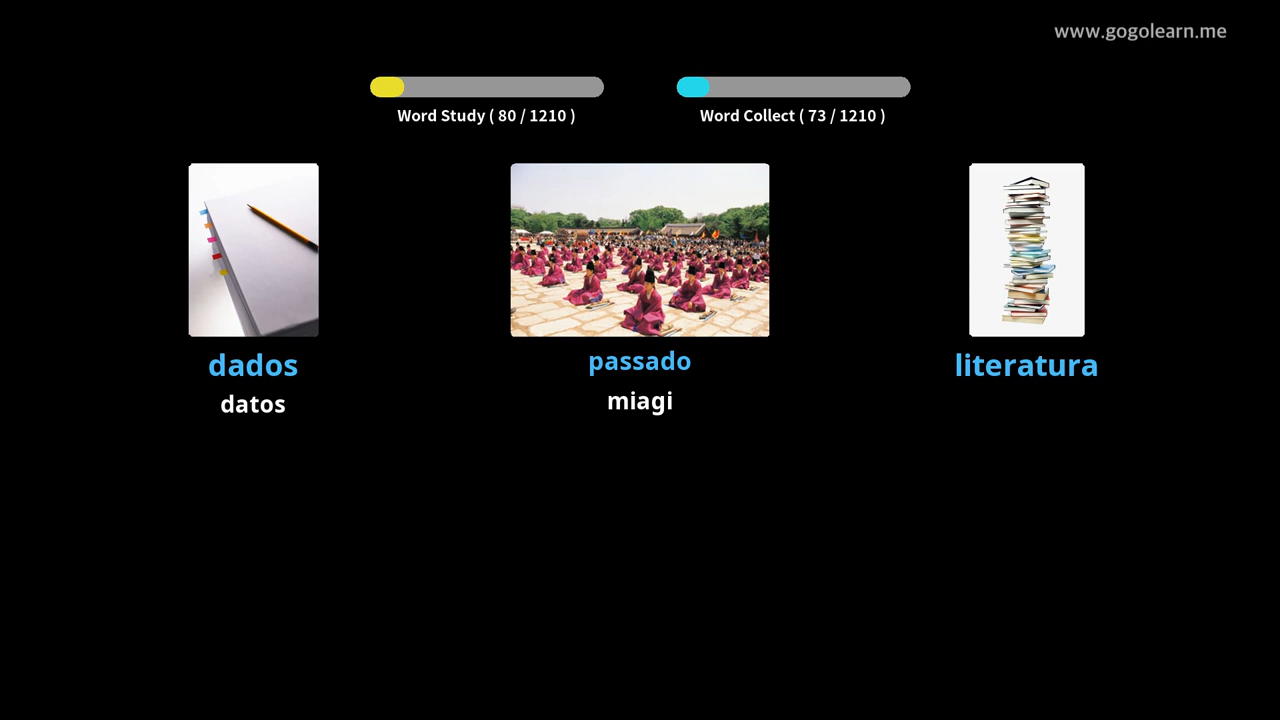 www.gogolearn.me
Word Study ( 80 / 1210 )
Word Collect ( 73 / 1210 )
dados
datos
passado
miagi
literatura